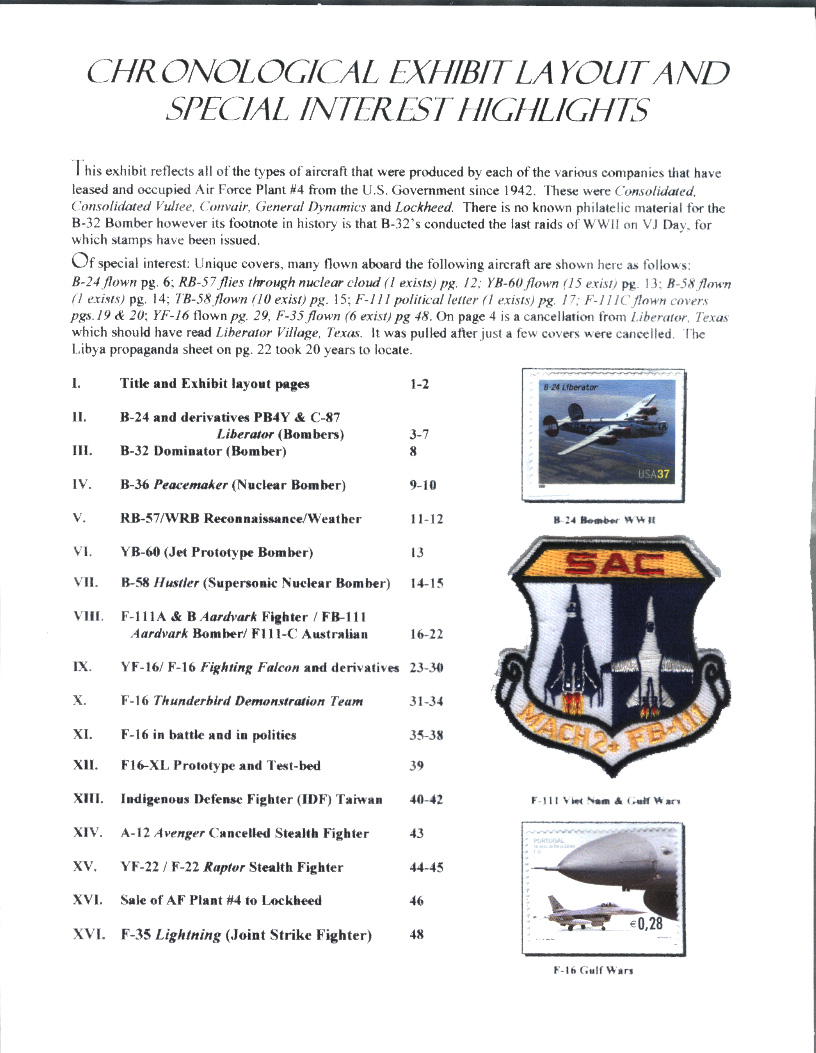 CHRONOLOGICAL EXHIBIT LAYOUT AND
SPECIAL INTEREST HIGHLIGHTS
This exhibit reflects all of the types of aircraft that were produced by each of the various companies that have
leased and occupied Air Force Plant #4 from the U.S. Government since 1942. These were Consolidated,
Consolidated Vultee, Convair, General Dynamics and Lockheed. There is no known philatelic material for the
B-32 Bomber however its footnote in history is that B-32's conducted the last raids of WWII on VJ Day, for
which stamps have been issued.
Of special interest: Unique covers, many flown aboard the following aircraft are shown here as follows:
B-24 flown pg. 6; RB-57 flies through nuclear cloud (1 exists) pg. 12; YB-60 flown (15 exist) pg. 13; B-58 flown
(1 exists) pg. 14; TB-58 flown (10 exist) pg. 15; F-111 political letter (1 exists) pg. 17; F-111C flown covers
pgs.19 & 20; YF-16 flown pg. 29, F-35 flown (6 exist) pg 48. On page 4 is a cancellation from Liberator, Texas
which should have read Liberator Village, Texas. It was pulled after just a few covers were cancelled. The
Libya propaganda sheet on pg. 22 took 20 years to locate.
I. Title and Exhibit layout pages 1-2
II. B-24 and derivatives PB4Y & C-87
Liberator (Bombers) 3-7
III. B-32 Dominator (Bomber) 8
IV. B-36 Peacemaker (Nuclear Bomber) 9-10
V. RB-57/WRB Reconnaissance/Weather 11-12
VI. YB-60 (Jet Prototype Bomber) 13
VII. B-58 Hustler (Supersonic Nuclear Bomber) 14-15
VIII. F-111A & B Aardvark Fighter / FB-111
Aardvark Bomber/ F111-C Australian 16-22
IX. YF-16/ F-16 Fighting Falcon and derivatives 23-30
X. F-16 Thunderbird Demonstration Team 31-34
XI. F-16 in battle and in politics 35-38
XII. F16-XL Prototype and Test-bed 39
XIII. Indigenous Defense Fighter (IDF) Taiwan 40-42
XIV. A-12 Avenger Cancelled Stealth Fighter 43
XV. YF-22 / F-22 Raptor Stealth Fighter 44-45
XVI. Sale of AF Plant #4 to Lockheed 46
XVI. F-35 Lightning (Joint Strike Fighter) 48
B-24 Liberator
USA37
B-24 Bomber WWII
SAC
MACH2+ FB-111
F-111 Viet Nam & Gulf Wars
PORTUGAL
€0,28
F-16 Gulf Wars